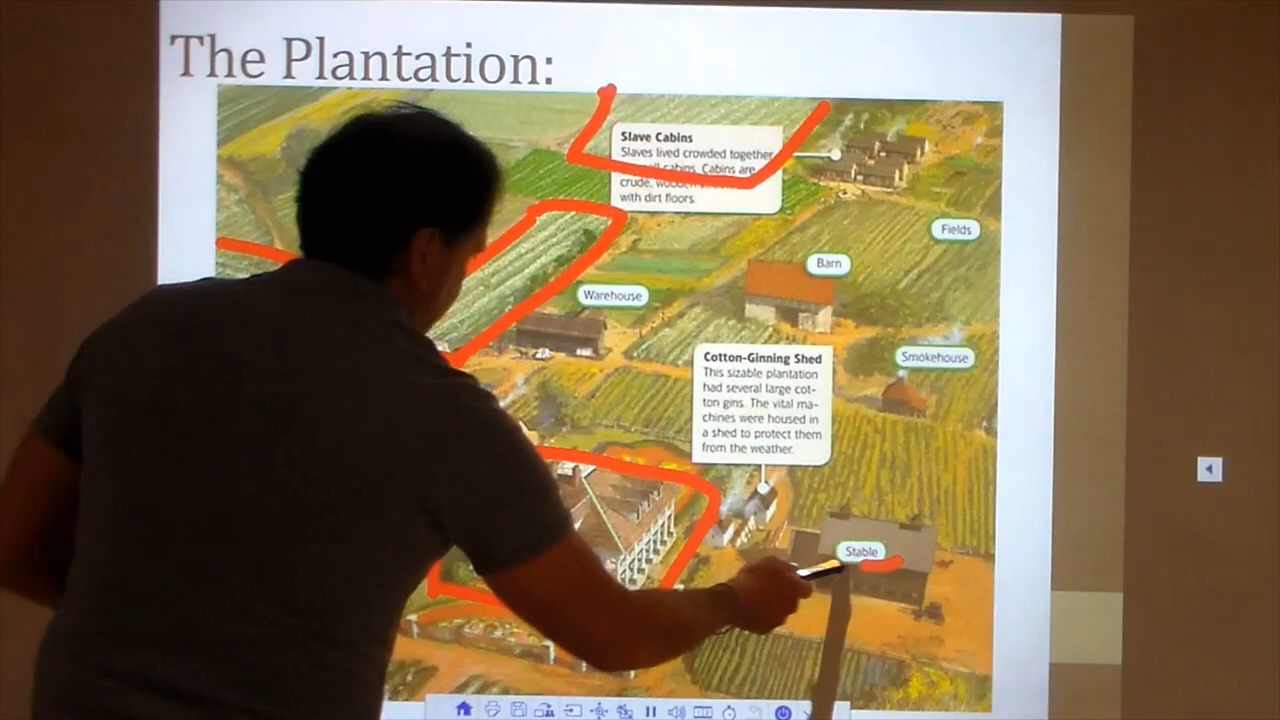 The Plantation:
Slave Cabins
Slaves lived crowded together
cabins. Cabins are
crude,
with dirt floors.
Fields
Barn
Warehouse
Cotton-Ginning Shed
This sizable plantation
had several large cot-
ton gins. The vital ma-
chines were housed in
a shed to protect them
from the weather.
Smokehouse
Stable